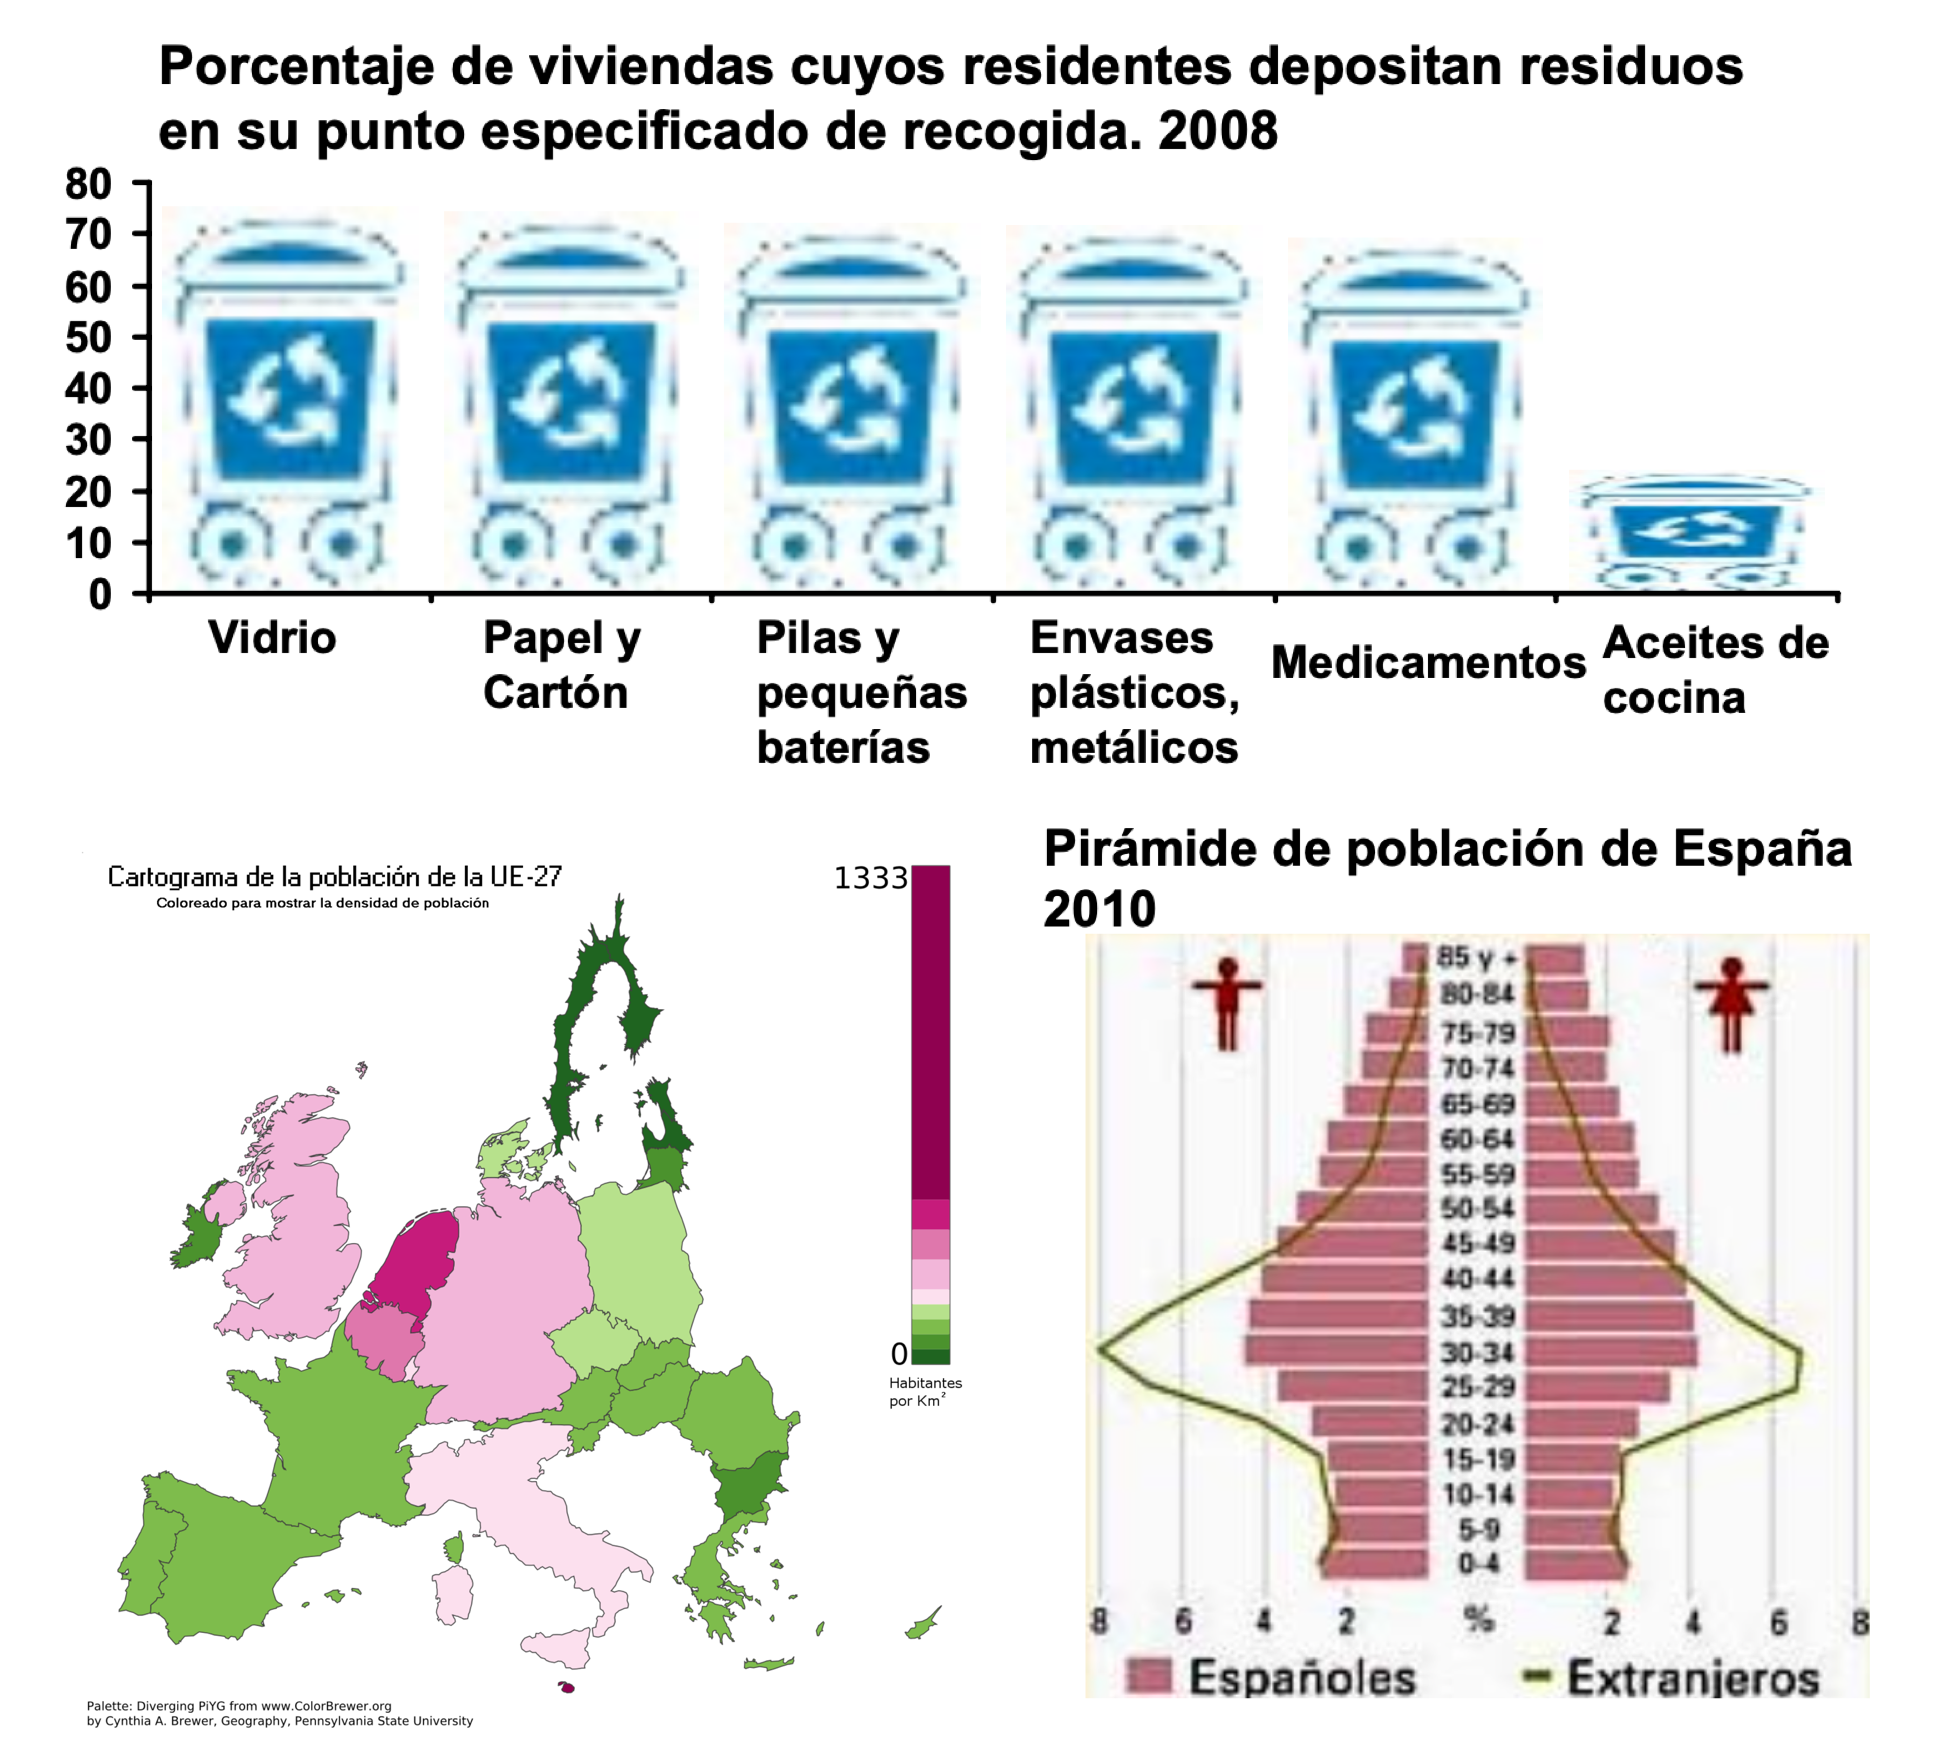 Porcentaje de viviendas cuyos residentes depositan residuos
en su punto especificado de recogida. 2008
80
70
60
50
40
30
20
10
0
Vidrio
Papel y
Cartón
Pilas y
pequeñas
baterías
Envases
plásticos,
metálicos
Medicamentos
Aceites de
cocina
Cartograma de la población de la UE-27
Coloreado para mostrar la densidad de población
1333
0
Habitantes
por Km²
Palette: Diverging PiYG from www.ColorBrewer.org
by Cynthia A. Brewer, Geography, Pennsylvania State University
Pirámide de población de España
2010
85 y +
80-84
75-79
70-74
65-69
60-64
55-59
50-54
45-49
40-44
35-39
30-34
25-29
20-24
15-19
10-14
5-9
0-4
8 6 4 2 % 2 4 6 8
Españoles Extranjeros